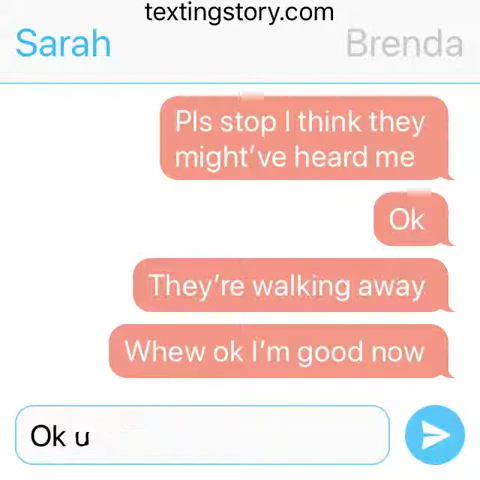 textingstory.com
Sarah
Brenda
Pls stop I think they
might've heard me
Ok
They're walking away
Whew ok I'm good now
Ok u